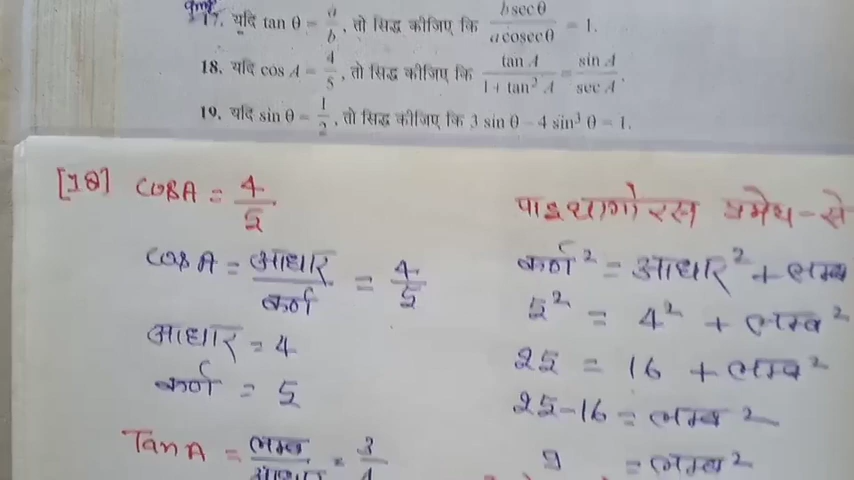 17. यदि tan θ = a/b, तो सिद्ध कीजिए कि b sec θ / a cosec θ = 1.
18. यदि cos A = 4/5, तो सिद्ध कीजिए कि tan A / 1 + tan² A = sin A / sec A.
19. यदि sin θ = 1/2, तो सिद्ध कीजिए कि 3 sin θ – 4 sin³ θ = 1.
[18] cosA = 4/5
cosA = आधार/कर्ण = 4/5
आधार = 4
कर्ण = 5
TanA = लम्ब/आधार = 3/4
पाइथागोरस प्रमेय - से
कर्ण² = आधार² + लम्ब
5² = 4² + लम्ब²
25 = 16 + लम्ब²
25-16 = लम्ब²
9 = लम्ब²